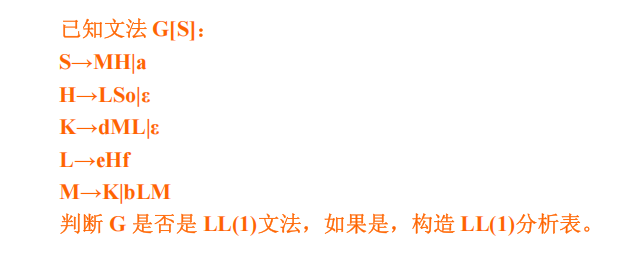 已知文法 G[S]：
S→MH|a
H→LSo|ε
K→dML|ε
L→eHf
M→K|bLM
判断 G 是否是 LL(1)文法，如果是，构造 LL(1)分析表。